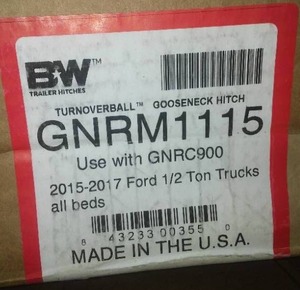 B&W™
TRAILER HITCHES
TURNOVERBALL™ GOOSENECK HITCH
GNRM1115
Use with GNRC900
2015-2017 Ford 1/2 Ton Trucks
all beds
8 43233 00355 0
MADE IN THE U.S.A.